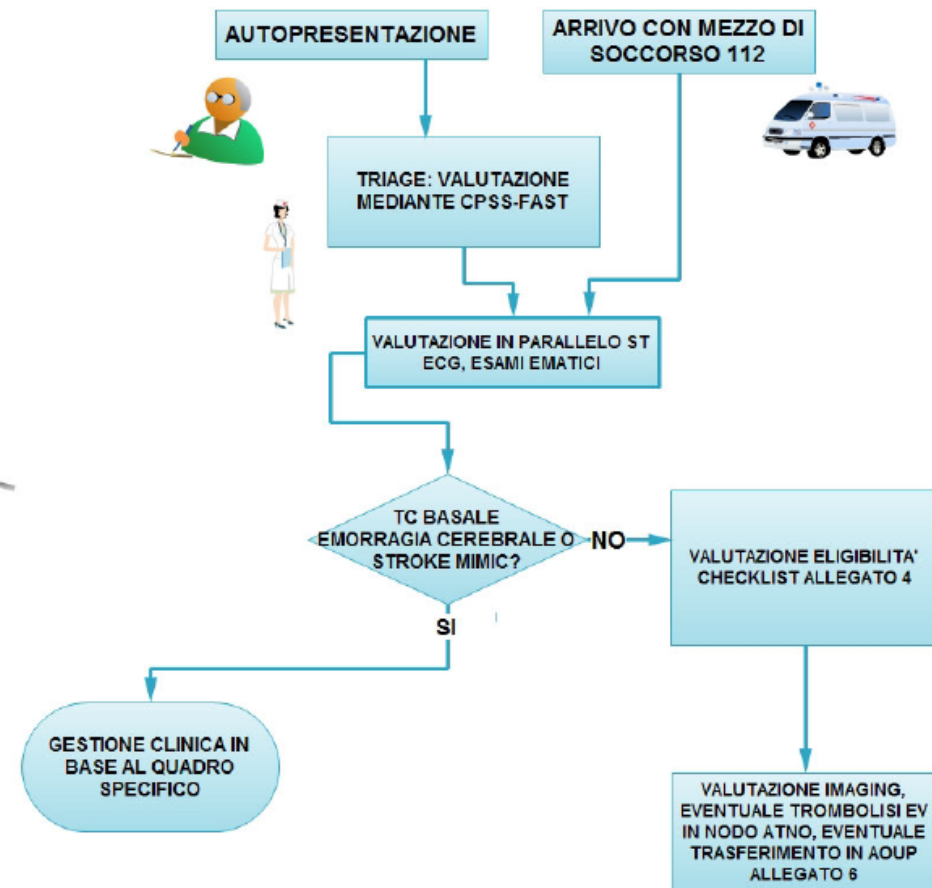 AUTOPRESENTAZIONE
ARRIVO CON MEZZO DI
SOCCORSO 112
TRIAGE: VALUTAZIONE
MEDIANTE CPSS-FAST
VALUTAZIONE IN PARALLELO ST
ECG, ESAMI EMATICI
TC BASALE
EMORRAGIA CEREBRALE O
STROKE MIMIC?
NO
VALUTAZIONE ELIGIBILITA'
CHECKLIST ALLEGATO 4
SI
GESTIONE CLINICA IN
BASE AL QUADRO
SPECIFICO
VALUTAZIONE IMAGING,
EVENTUALE TROMBOLISI EV
IN NODO ATNO, EVENTUALE
TRASFERIMENTO IN AOUP
ALLEGATO 6